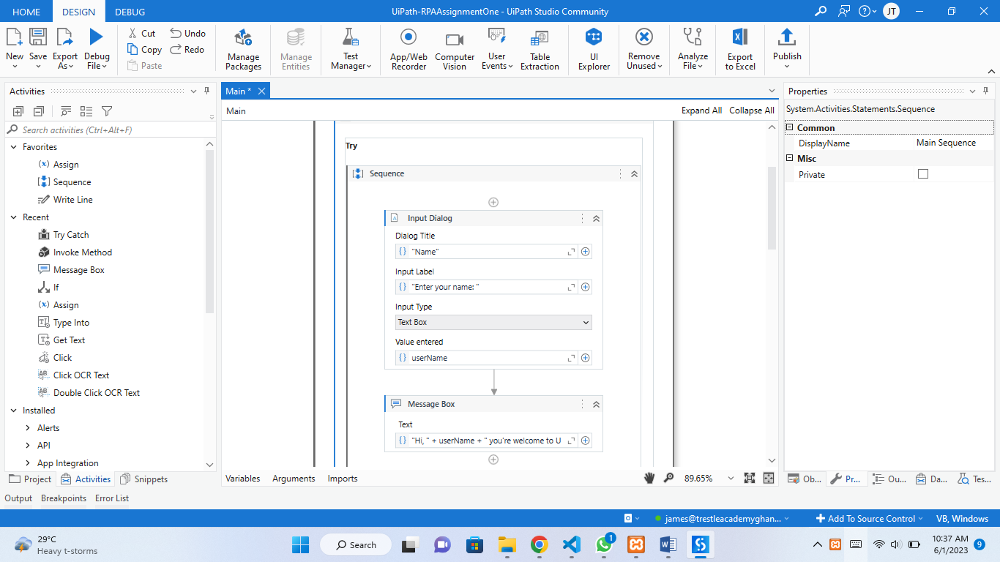 HOME DESIGN DEBUG UiPath-RPAAssignmentOne - UiPath Studio Community JT
New Save Export As Debug File Cut Copy Paste Undo Redo Manage Packages Manage Entities Test Manager App/Web Recorder Computer Vision User Events Table Extraction UI Explorer Remove Unused Analyze File Export to Excel Publish
Activities
Search activities (Ctrl+Alt+F)
Favorites
Assign
Sequence
Write Line
Recent
Try Catch
Invoke Method
Message Box
If
Assign
Type Into
Get Text
Click
Click OCR Text
Double Click OCR Text
Installed
Alerts
API
App Integration
Project Activities Snippets
Main *
Main Expand All Collapse All
Try
Sequence
Input Dialog
Dialog Title
"Name"
Input Label
"Enter your name: "
Input Type
Text Box
Value entered
userName
Message Box
Text
"Hi, " + userName + " you're welcome to U
Variables Arguments Imports 89.65%
Properties
System.Activities.Statements.Sequence
Common
DisplayName Main Sequence
Misc
Private
Ob... Pr... Ou... Da... Tes...
Output Breakpoints Error List
james@trestleacademyghan... Add To Source Control VB, Windows
29°C
Heavy t-storms
Search
1
10:37 AM
6/1/2023
9